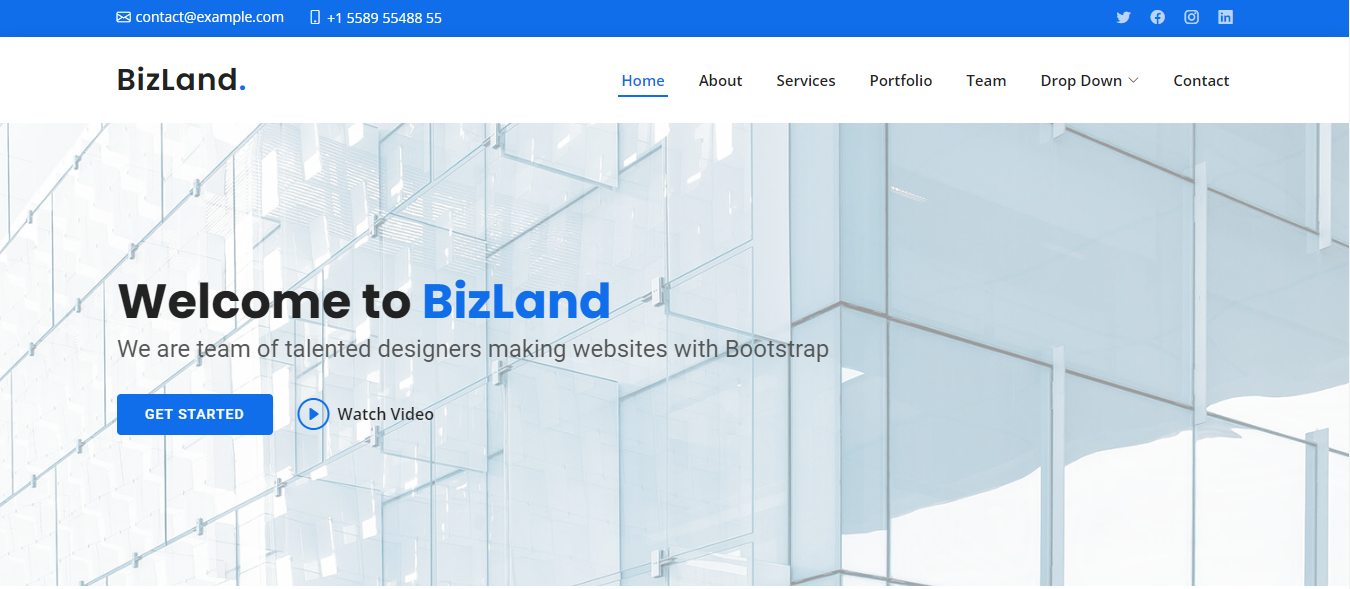 contact@example.com +1 5589 55488 55
BizLand.
Home About Services Portfolio Team Drop Down Contact
Welcome to BizLand
We are team of talented designers making websites with Bootstrap
GET STARTED Watch Video